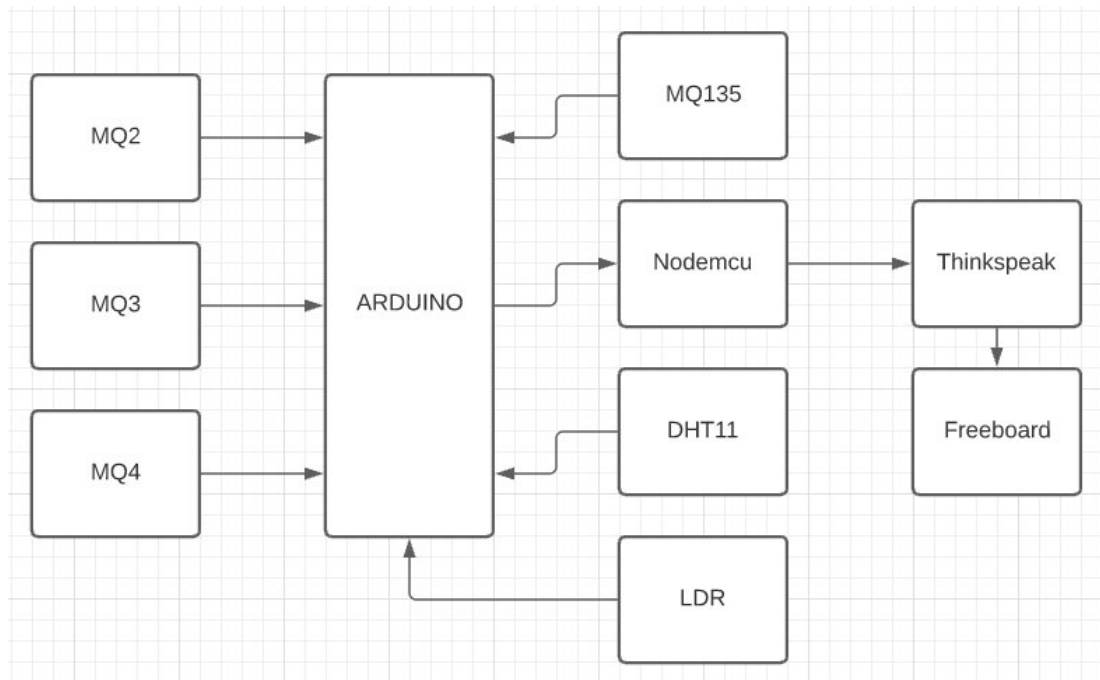 MQ2
MQ3
MQ4
ARDUINO
MQ135
Nodemcu
DHT11
LDR
Thinkspeak
Freeboard